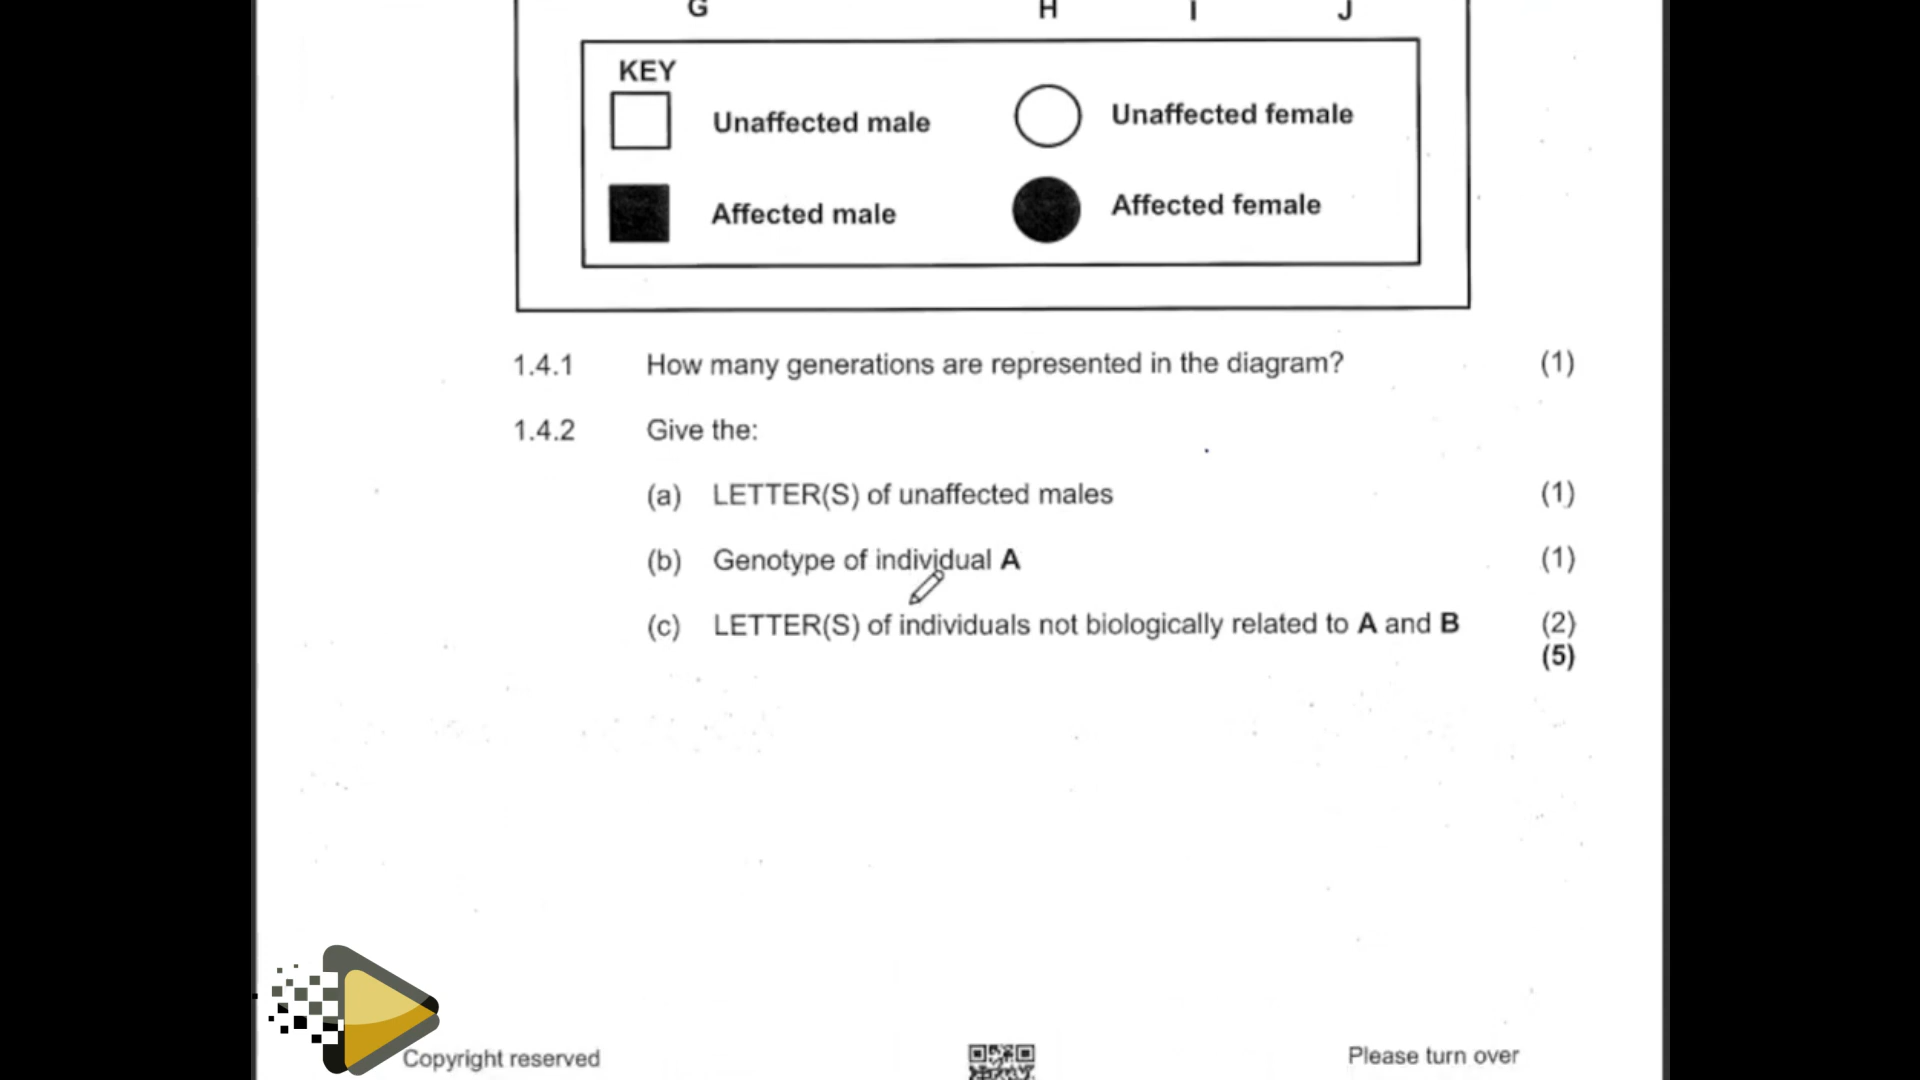 G H I J
KEY
Unaffected male Unaffected female
Affected male Affected female
1.4.1 How many generations are represented in the diagram? (1)
1.4.2 Give the:
(a) LETTER(S) of unaffected males (1)
(b) Genotype of individual A (1)
(c) LETTER(S) of individuals not biologically related to A and B (2)
(5)
Copyright reserved Please turn over